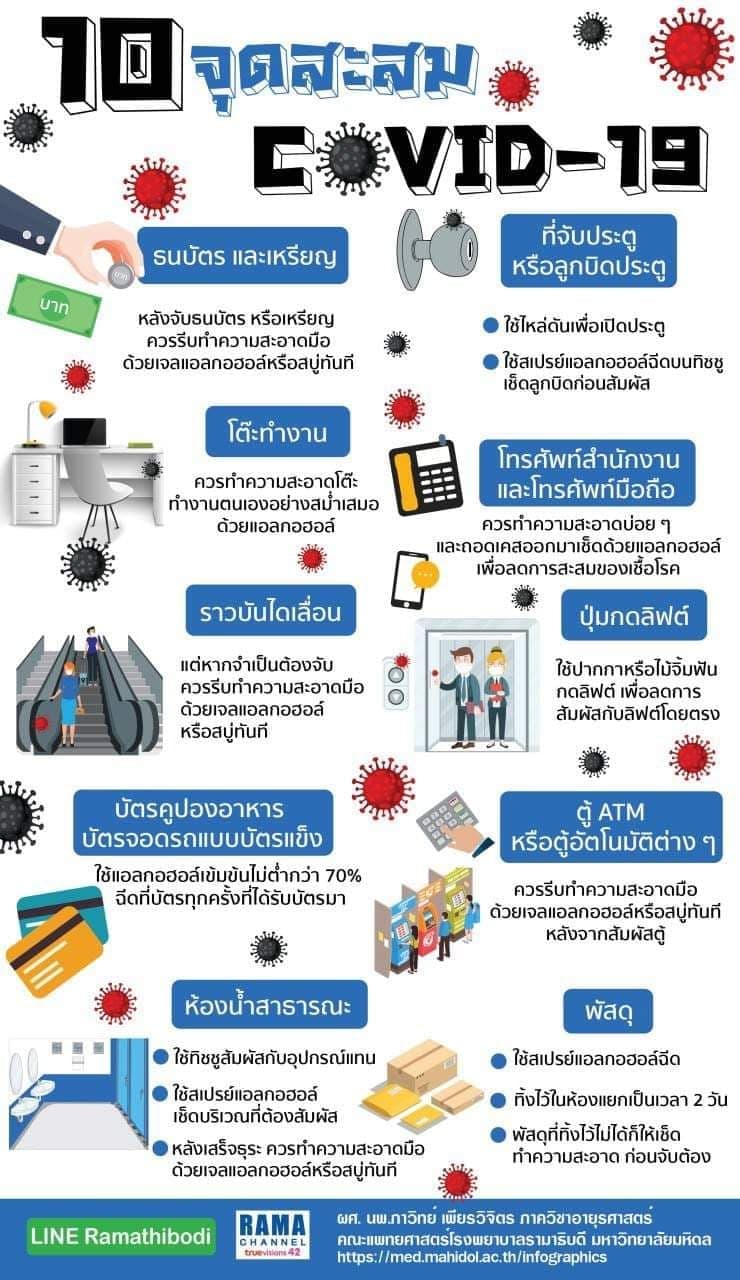 10 จุดสะสม
COVID-19
ธนบัตร และเหรียญ
บาท
บาท
หลังจับธนบัตร หรือเหรียญ
ควรรีบทำความสะอาดมือ
ด้วยเจลแอลกอฮอล์หรือสบู่ทันที
ที่จับประตู
หรือลูกบิดประตู
ใช้ไหล่ดันเพื่อเปิดประตู
ใช้สเปรย์แอลกอฮอล์ฉีดบนทิชชู
เช็ดลูกบิดก่อนสัมผัส
โต๊ะทำงาน
ควรทำความสะอาดโต๊ะ
ทำงานตนเองอย่างสม่ำเสมอ
ด้วยแอลกอฮอล์
โทรศัพท์สำนักงาน
และโทรศัพท์มือถือ
ควรทำความสะอาดบ่อย ๆ
และถอดเคสออกมาเช็ดด้วยแอลกอฮอล์
เพื่อลดการสะสมของเชื้อโรค
ราวบันไดเลื่อน
แต่หากจำเป็นต้องจับ
ควรรีบทำความสะอาดมือ
ด้วยเจลแอลกอฮอล์
หรือสบู่ทันที
ปุ่มกดลิฟต์
ใช้ปากกาหรือไม้จิ้มฟัน
กดลิฟต์ เพื่อลดการ
สัมผัสกับลิฟต์โดยตรง
บัตรคูปองอาหาร
บัตรจอดรถแบบบัตรแข็ง
ใช้แอลกอฮอล์เข้มข้นไม่ต่ำกว่า 70%
ฉีดที่บัตรทุกครั้งที่ได้รับบัตรมา
ตู้ ATM
หรือตู้อัตโนมัติต่าง ๆ
ควรรีบทำความสะอาดมือ
ด้วยเจลแอลกอฮอล์หรือสบู่ทันที
หลังจากสัมผัสตู้
ห้องน้ำสาธารณะ
ใช้ทิชชูสัมผัสกับอุปกรณ์แทน
ใช้สเปรย์แอลกอฮอล์
เช็ดบริเวณที่ต้องสัมผัส
หลังเสร็จธุระ ควรทำความสะอาดมือ
ด้วยเจลแอลกอฮอล์หรือสบู่ทันที
พัสดุ
ใช้สเปรย์แอลกอฮอล์ฉีด
ทิ้งไว้ในห้องแยกเป็นเวลา 2 วัน
พัสดุที่ทิ้งไว้ไม่ได้ก็ให้เช็ด
ทำความสะอาด ก่อนจับต้อง
LINE Ramathibodi
RAMA
CHANNEL
truevisions 42
ผศ. นพ.ภาวิทย์ เพียรวิจิตร ภาควิชาอายุรศาสตร์
คณะแพทยศาสตร์โรงพยาบาลรามาธิบดี มหาวิทยาลัยมหิดล
https://med.mahidol.ac.th/infographics